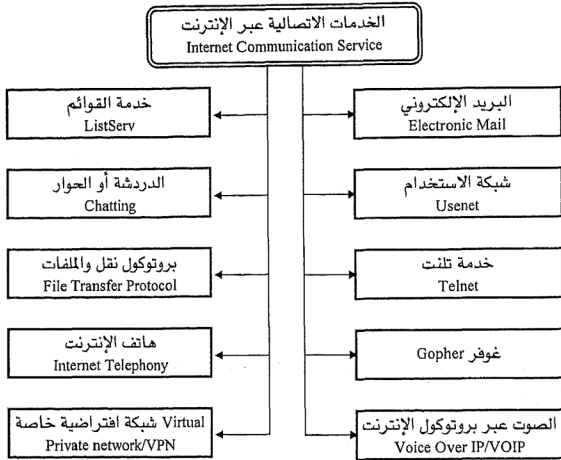 الخدمات الاتصالية عبر الإنترنت
Internet Communication Service
البريد الإلكتروني
Electronic Mail
خدمة القوائم
ListServ
شبكة الاستخدام
Usenet
الدردشة أو الحوار
Chatting
خدمة تلنت
Telnet
بروتوكول نقل والملفات
File Transfer Protocol
غوفر Gopher
هاتف الإنترنت
Internet Telephony
الصوت عبر بروتوكول الإنترنت
Voice Over IP/VOIP
شبكة افتراضية خاصة Virtual
Private network/VPN